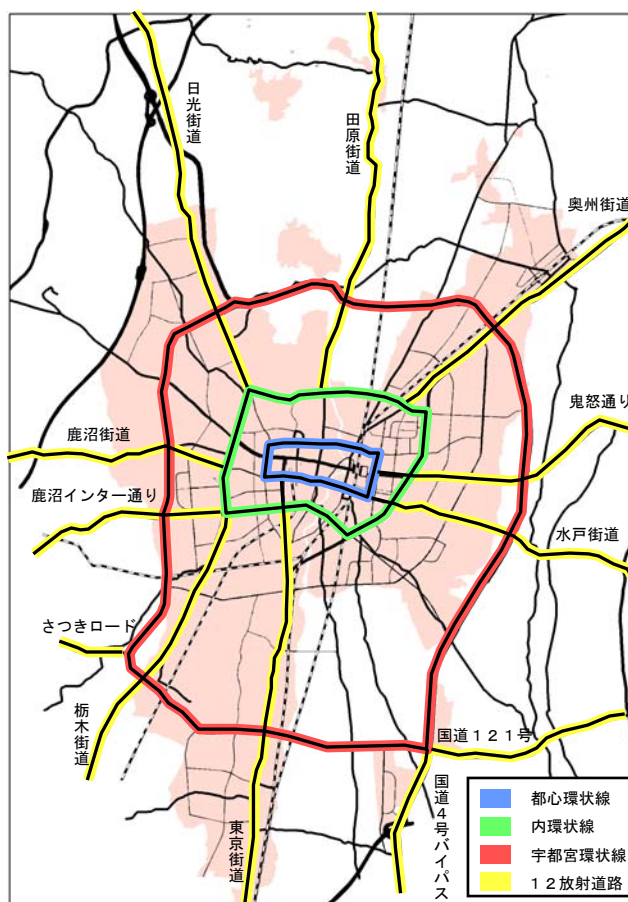 日光街道
田原街道
奥州街道
鬼怒通り
鹿沼街道
鹿沼インター通り
水戸街道
さつきロード
栃木街道
国道１２１号
東京街道
国道４号バイパス
都心環状線
内環状線
宇都宮環状線
１２放射道路